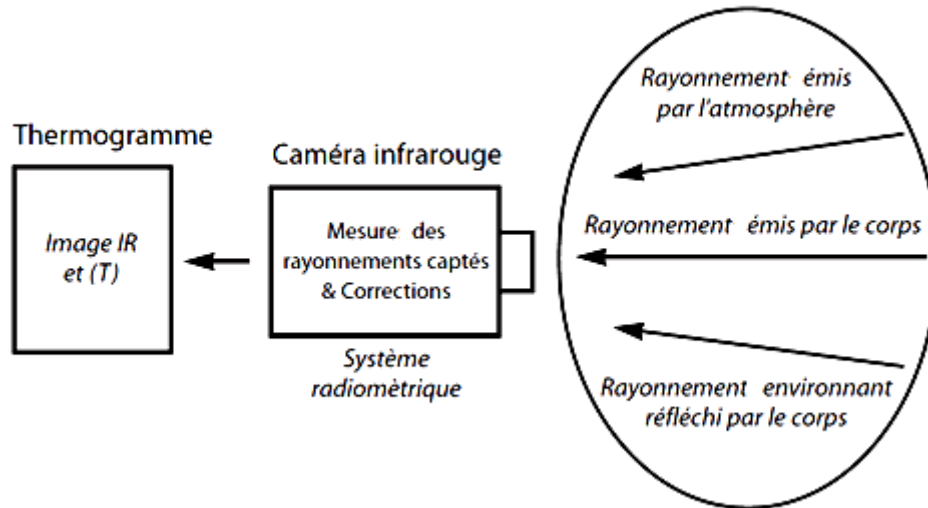 Thermogramme
Image IR
et (T)
Caméra infrarouge
Mesure des
rayonnements captés
& Corrections
Système
radiomètrique
Rayonnement émis
par l'atmosphère
Rayonnement émis par le corps
Rayonnement environnant
réfléchi par le corps